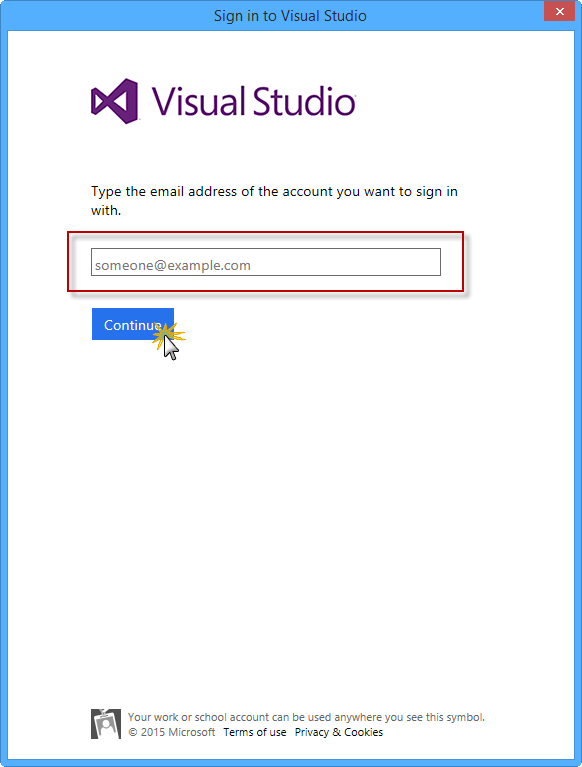 Sign in to Visual Studio
Visual Studio
Type the email address of the account you want to sign in
with.
someone@example.com
Continue
Your work or school account can be used anywhere you see this symbol.
© 2015 Microsoft Terms of use Privacy & Cookies